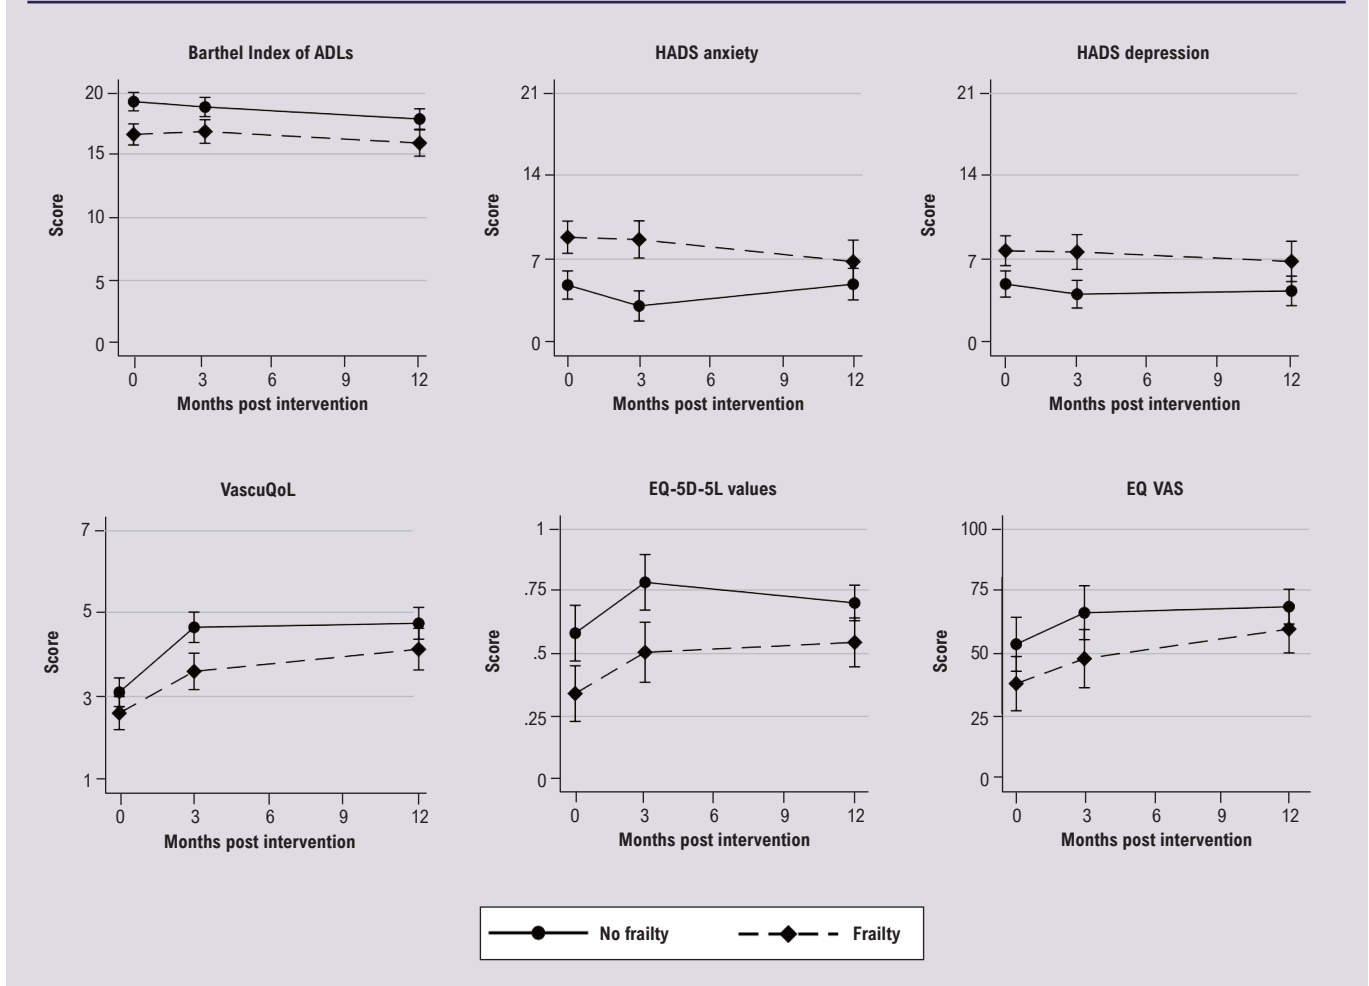 Barthel Index of ADLs
20
15
10
5
0
Score
0 3 6 9 12
Months post intervention
HADS anxiety
21
14
7
0
Score
0 3 6 9 12
Months post intervention
HADS depression
21
14
7
0
Score
0 3 6 9 12
Months post intervention
VascuQoL
7
5
3
1
Score
0 3 6 9 12
Months post intervention
EQ-5D-5L values
1
.75
.5
.25
0
Score
0 3 6 9 12
Months post intervention
EQ VAS
100
75
50
25
0
Score
0 3 6 9 12
Months post intervention
No frailty
Frailty